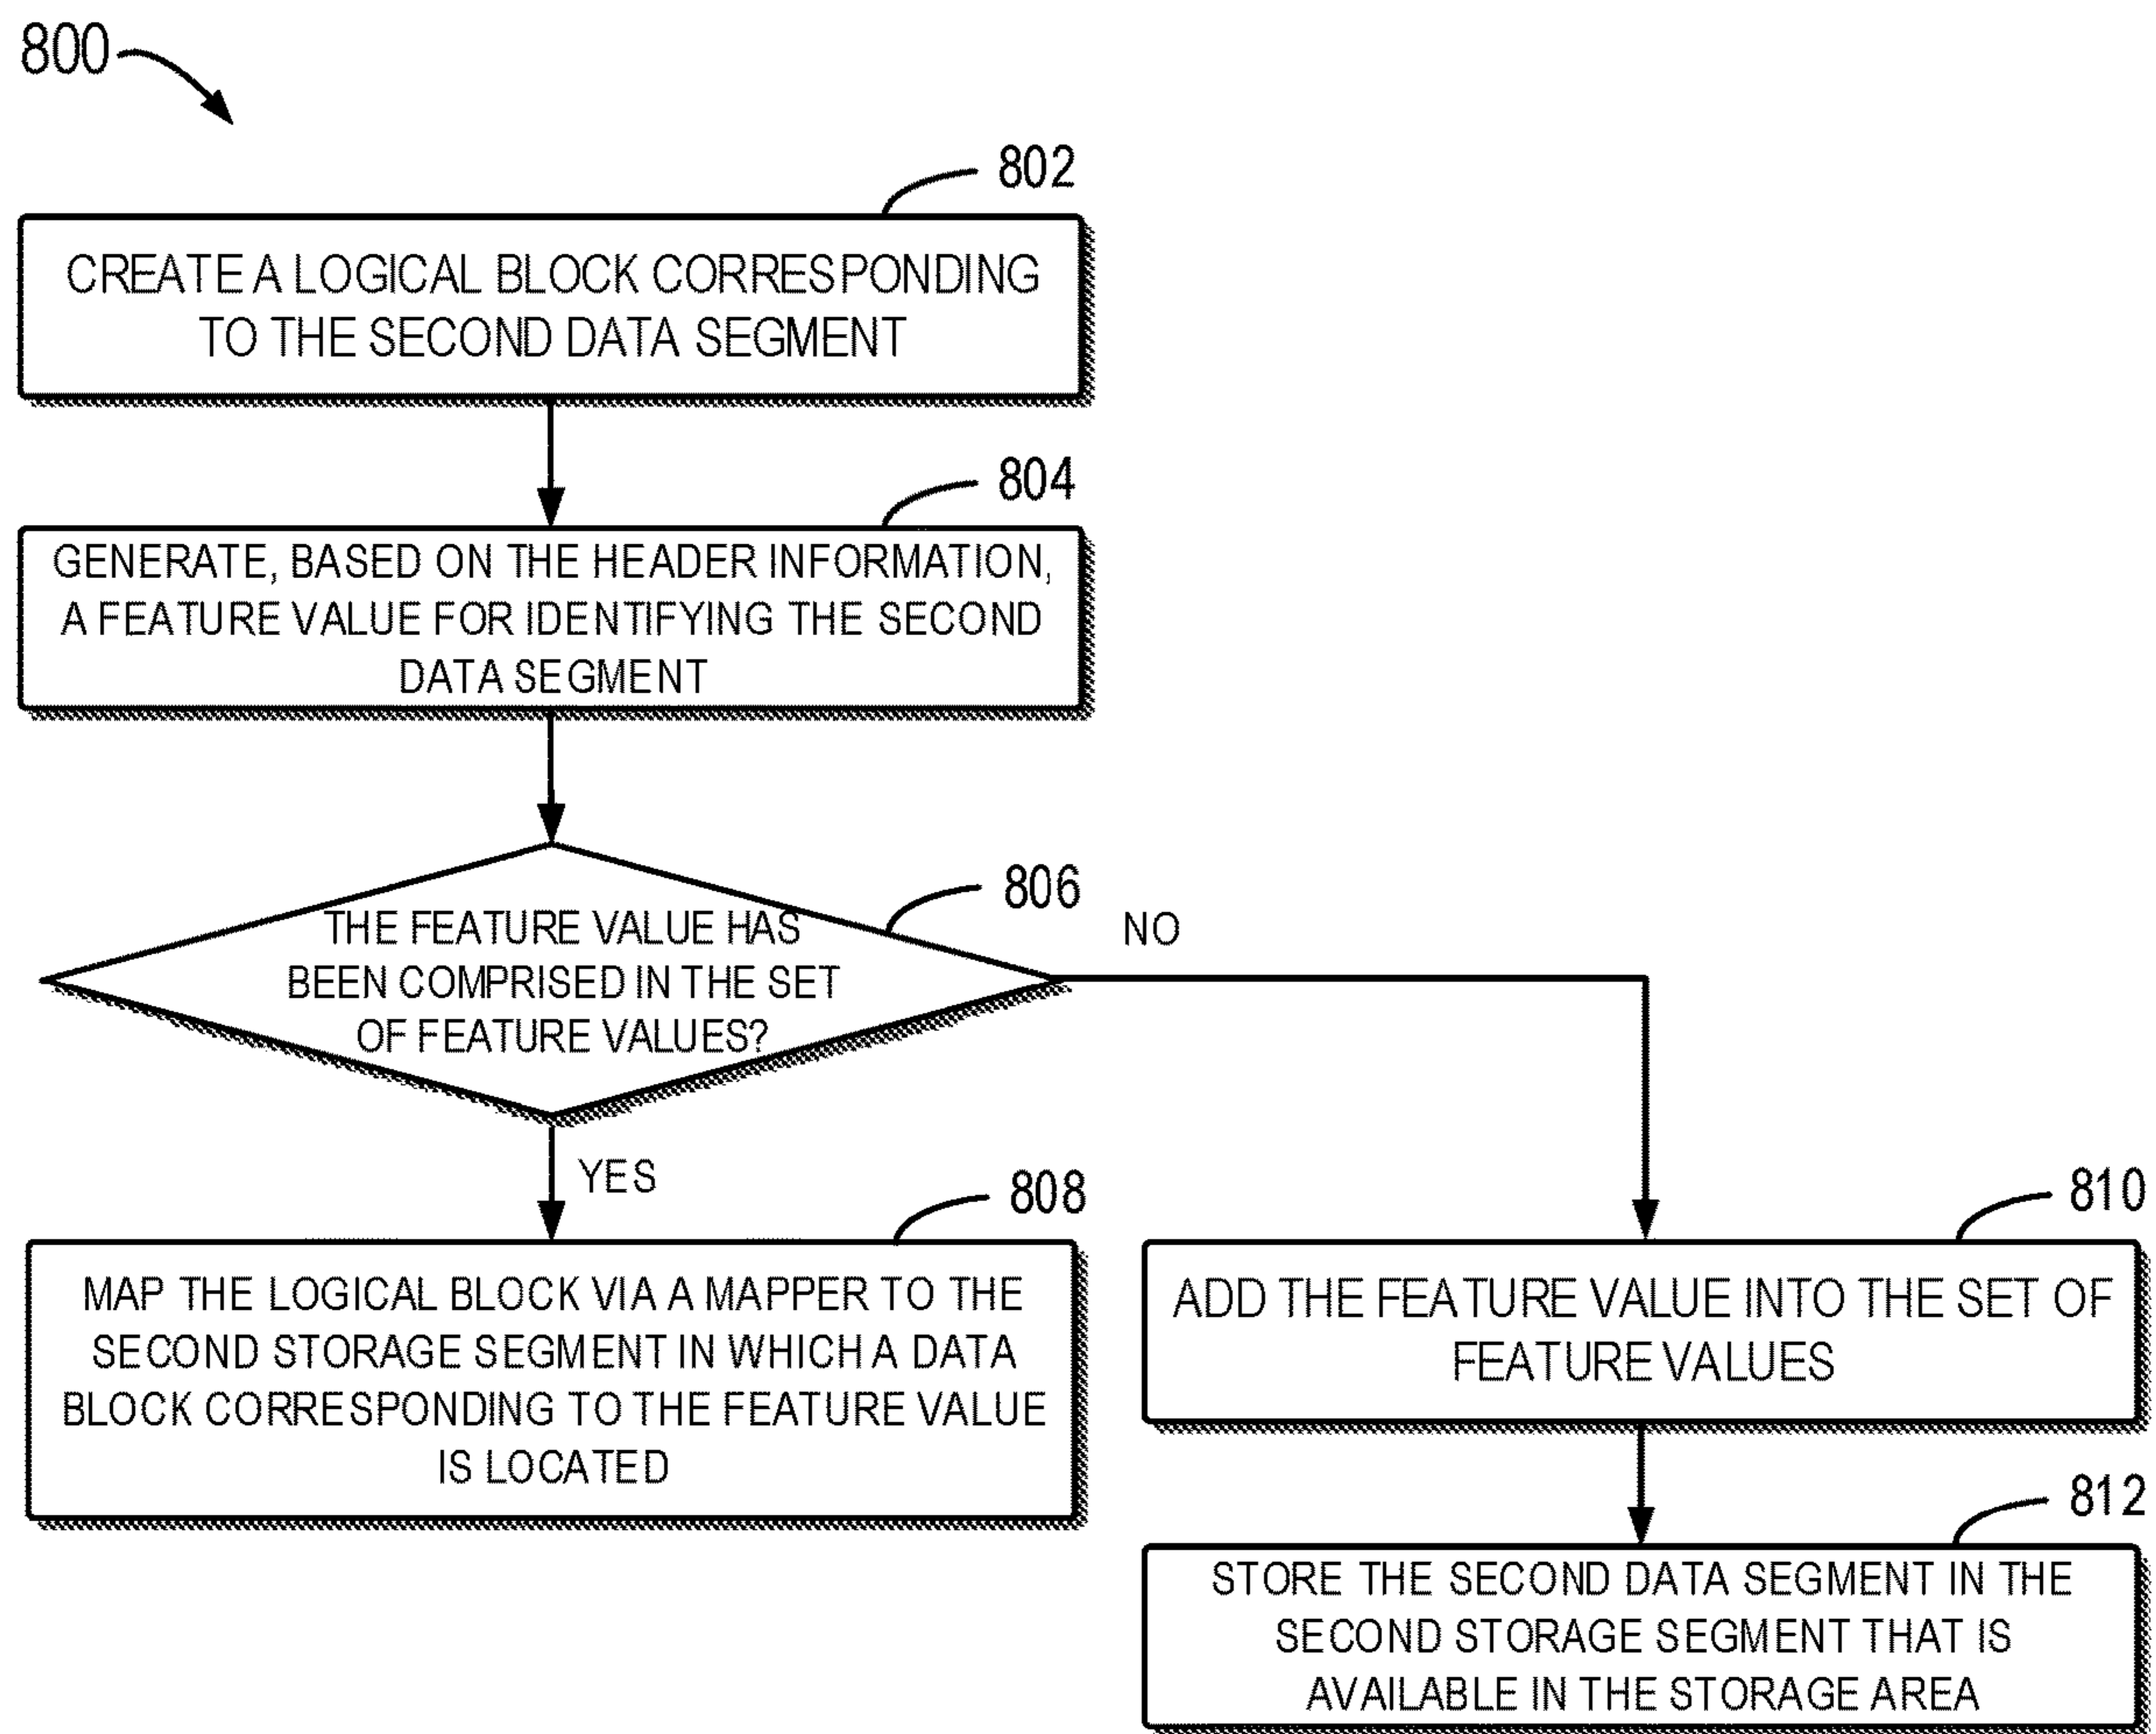 800
802
CREATE A LOGICAL BLOCK CORRESPONDING
TO THE SECOND DATA SEGMENT
804
GENERATE, BASED ON THE HEADER INFORMATION,
A FEATURE VALUE FOR IDENTIFYING THE SECOND
DATA SEGMENT
806
THE FEATURE VALUE HAS
BEEN COMPRISED IN THE SET
OF FEATURE VALUES?
NO
YES
808
MAP THE LOGICAL BLOCK VIA A MAPPER TO THE
SECOND STORAGE SEGMENT IN WHICH A DATA
BLOCK CORRESPONDING TO THE FEATURE VALUE
IS LOCATED
810
ADD THE FEATURE VALUE INTO THE SET OF
FEATURE VALUES
812
STORE THE SECOND DATA SEGMENT IN THE
SECOND STORAGE SEGMENT THAT IS
AVAILABLE IN THE STORAGE AREA